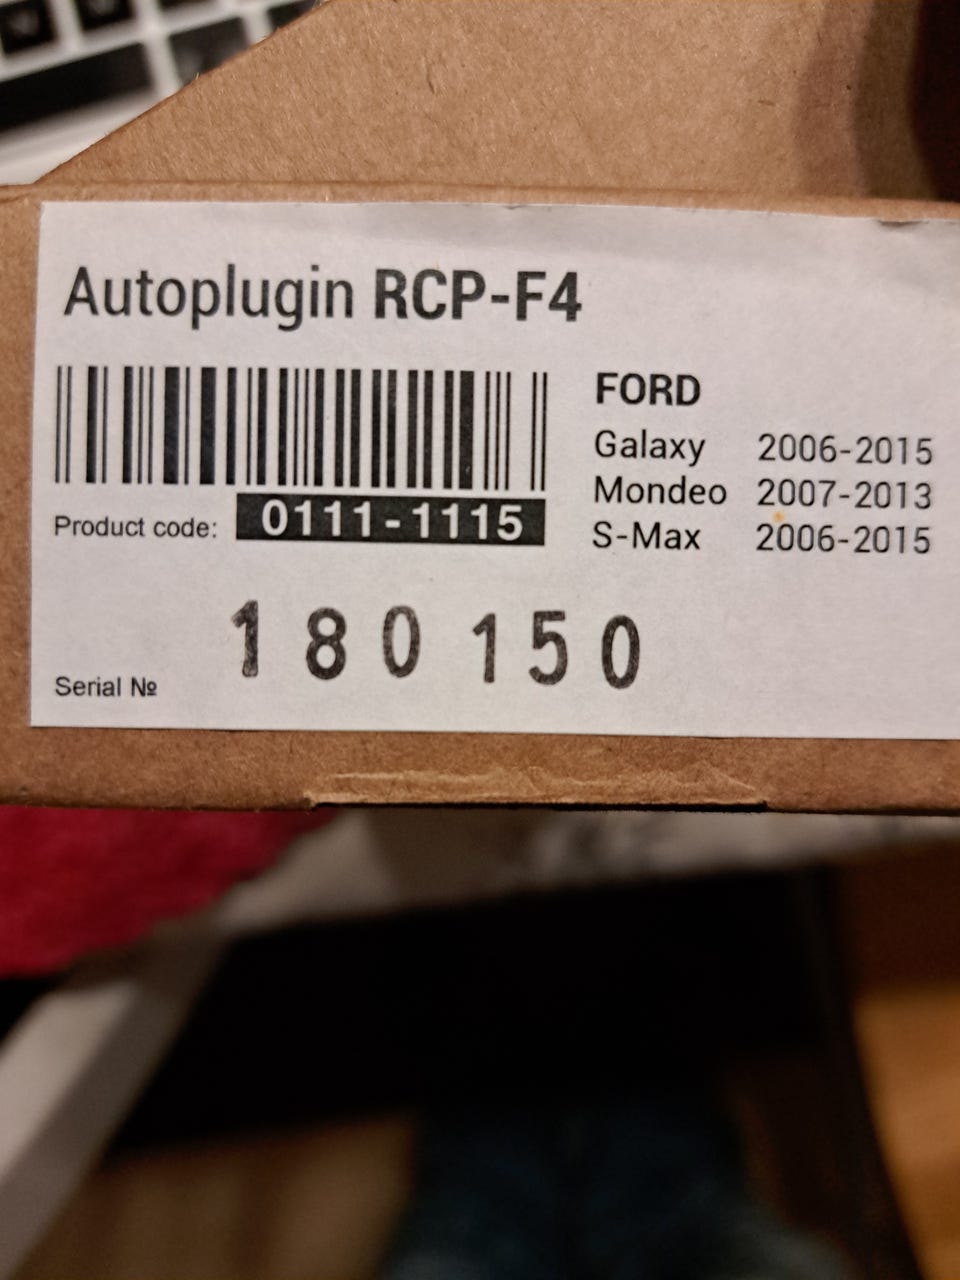 Autoplugin RCP-F4
FORD
Galaxy 2006-2015
Mondeo 2007-2013
S-Max 2006-2015
Product code: 0111-1115
Serial № 180150